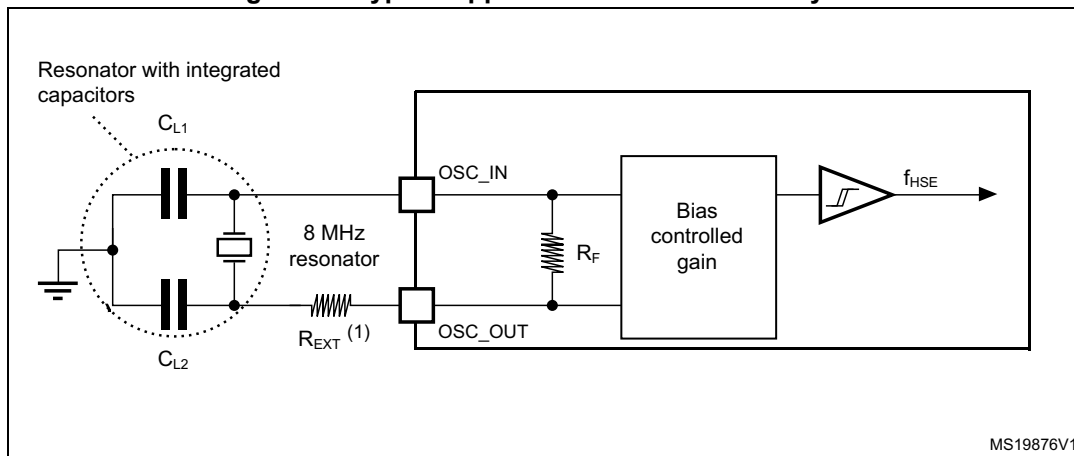 Resonator with integrated
capacitors
CL1
OSC_IN
fHSE
8 MHz
resonator
RF
Bias
controlled
gain
REXT (1)
OSC_OUT
CL2
MS19876V1